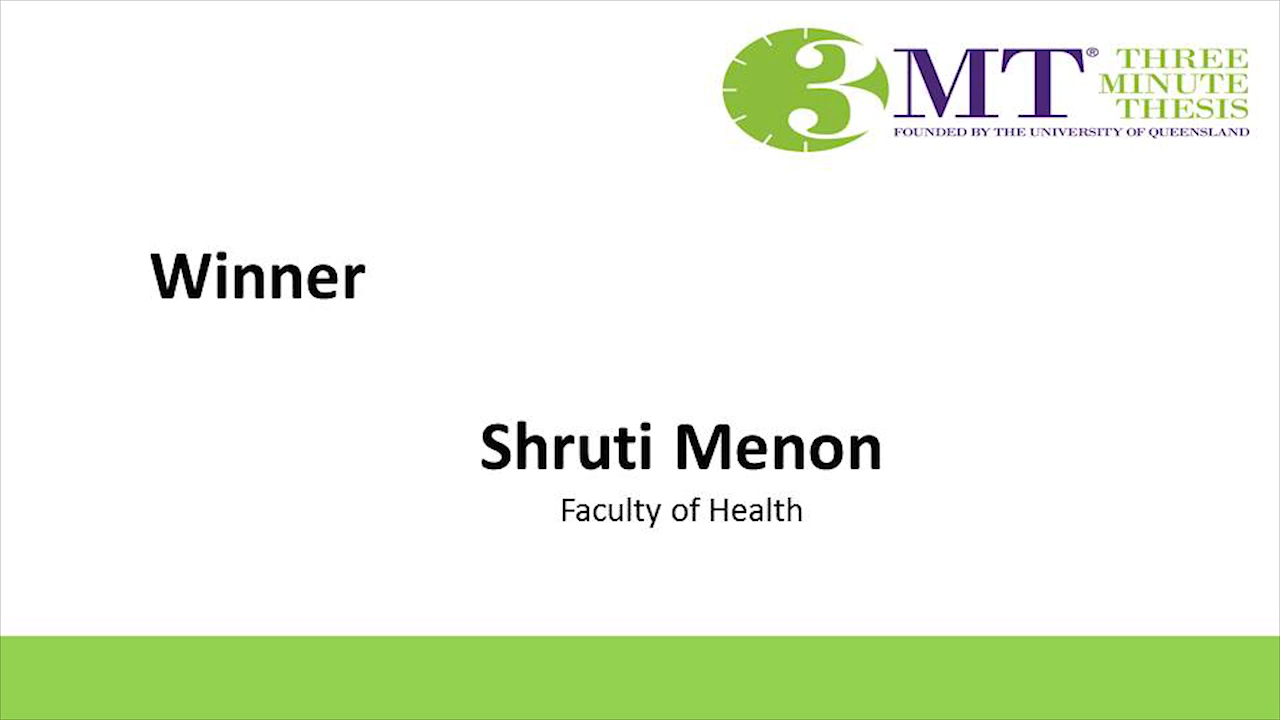 3MT® THREE
MINUTE
THESIS
FOUNDED BY THE UNIVERSITY OF QUEENSLAND
Winner
Shruti Menon
Faculty of Health